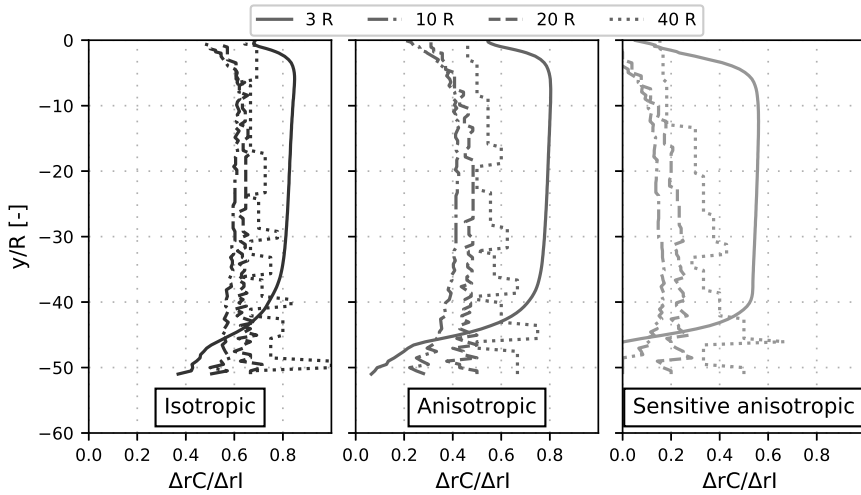 3 R 10 R 20 R 40 R
0
−10
−20
−30
−40
−50
−60
y/R [-]
Isotropic
Anisotropic
Sensitive anisotropic
0.0 0.2 0.4 0.6 0.8
0.0 0.2 0.4 0.6 0.8
0.0 0.2 0.4 0.6 0.8
ΔrC/ΔrI
ΔrC/ΔrI
ΔrC/ΔrI